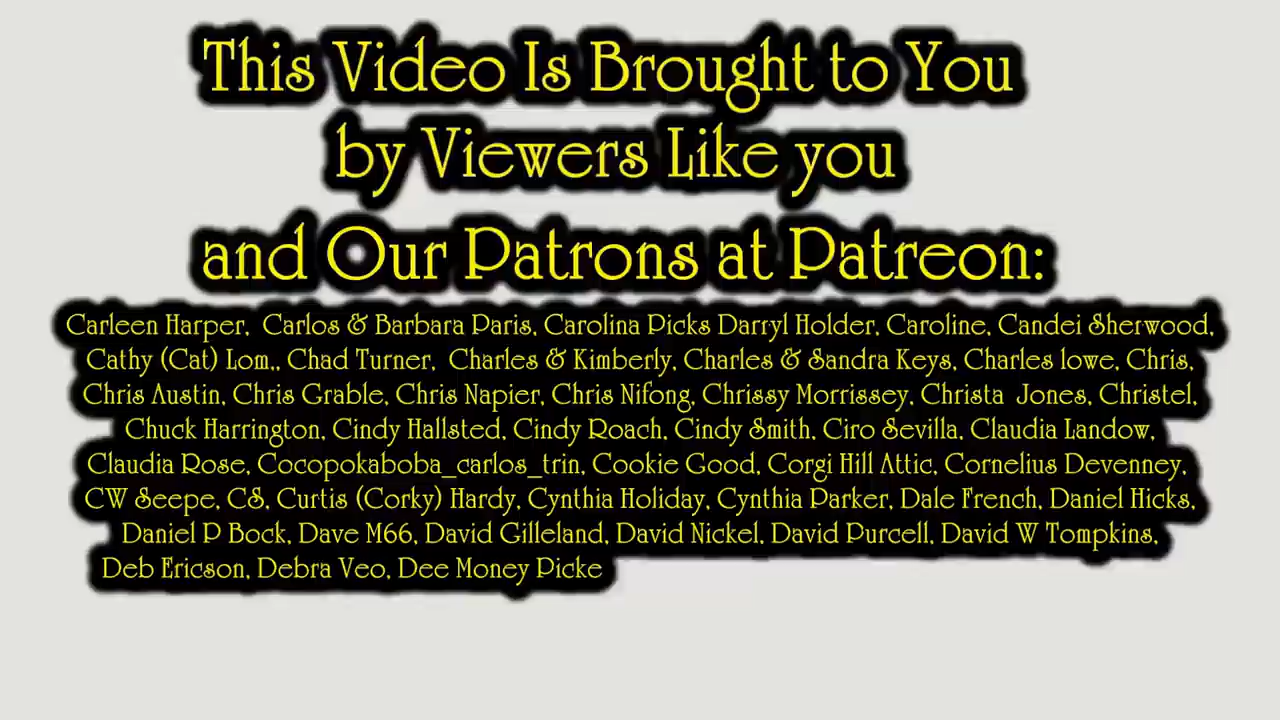 This Video Is Brought to You
by Viewers Like you
and Our Patrons at Patreon:
Carleen Harper,  Carlos & Barbara Paris, Carolina Picks Darryl Holder, Caroline, Candei Sherwood,
Cathy (Cat) Lom,, Chad Turner,  Charles & Kimberly, Charles & Sandra Keys, Charles lowe, Chris,
Chris Austin, Chris Grable, Chris Napier, Chris Nifong, Chrissy Morrissey, Christa  Jones, Christel,
Chuck Harrington, Cindy Hallsted, Cindy Roach, Cindy Smith, Ciro Sevilla, Claudia Landow,
Claudia Rose, Cocopokaboba_carlos_trin, Cookie Good, Corgi Hill Attic, Cornelius Devenney,
CW Seepe, CS, Curtis (Corky) Hardy, Cynthia Holiday, Cynthia Parker, Dale French, Daniel Hicks,
Daniel P Bock, Dave M66, David Gilleland, David Nickel, David Purcell, David W Tompkins,
Deb Ericson, Debra Veo, Dee Money Picke